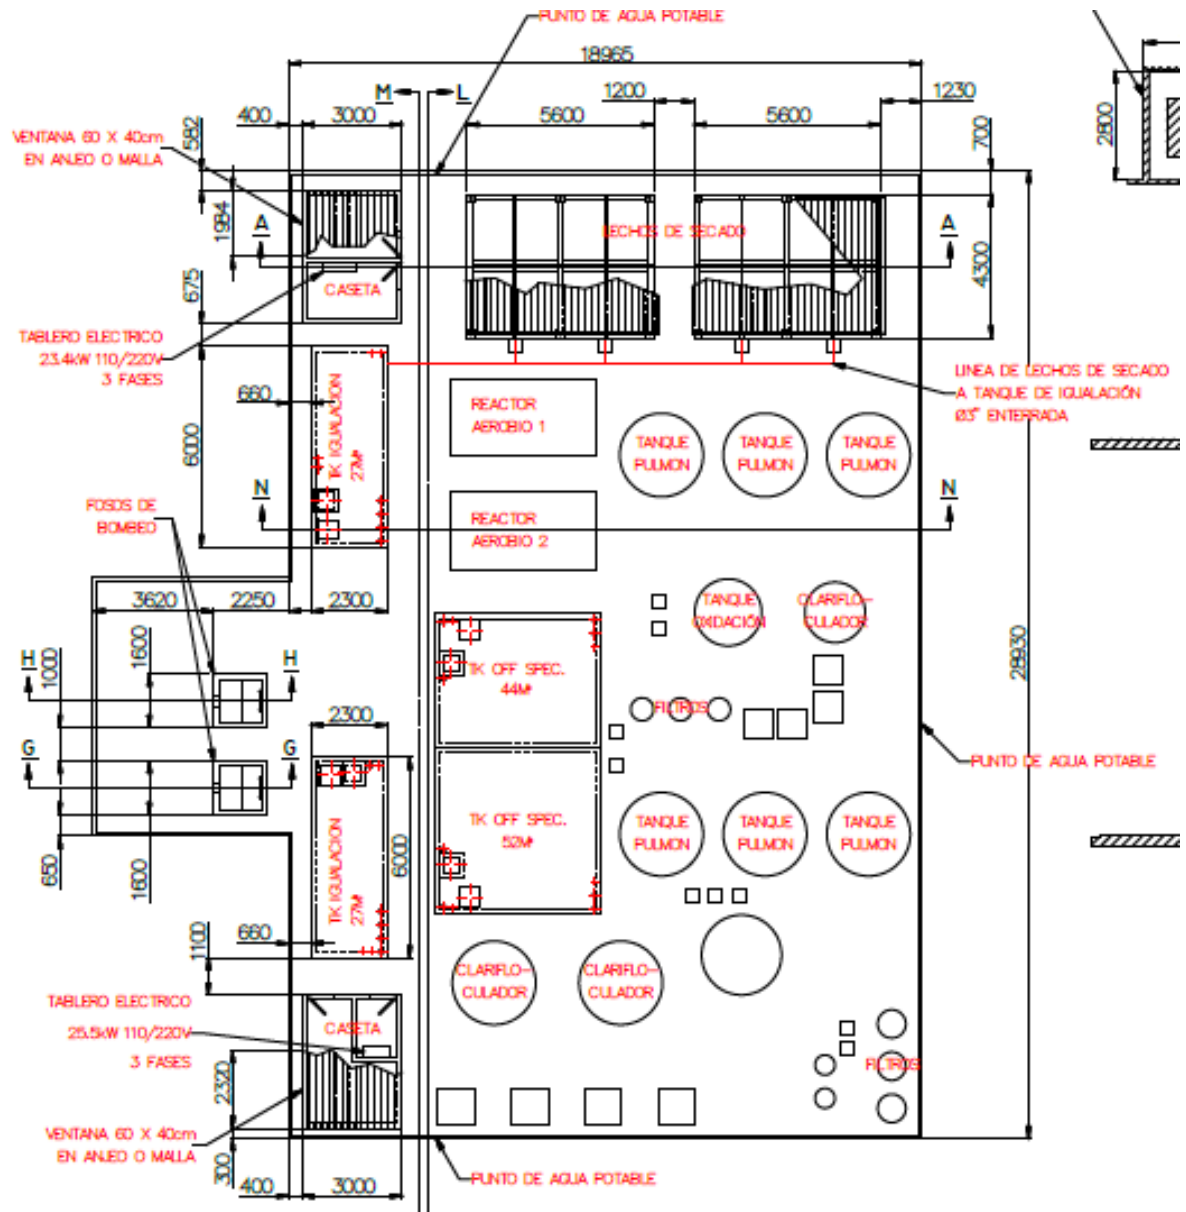 PUNTO DE AGUA POTABLE
18965
M L
1200
1230
400
3000
5600
5600
2800
VENTANA 60 X 40cm
EN ANJEO O MALLA
582
700
1984
A
A
LECHOS DE SECADO
4300
675
CASETA
TABLERO ELECTRICO
23.4kW 110/220V
3 FASES
LINEA DE LECHOS DE SECADO
A TANQUE DE IGUALACIÓN
Ø3" ENTERRADA
660
6000
TK IGUALACION
27M³
REACTOR
AEROBIO 1
TANQUE
PULMON
TANQUE
PULMON
TANQUE
PULMON
N
N
FOSOS DE
BOMBEO
REACTOR
AEROBIO 2
3620
2250
2300
TANQUE
OXIDACIÓN
CLARIFLO-
CULADOR
28930
H
H
1600
1000
TK OFF SPEC.
44M³
FILTROS
2300
G
G
PUNTO DE AGUA POTABLE
TK OFF SPEC.
52M³
TANQUE
PULMON
TANQUE
PULMON
TANQUE
PULMON
650
1600
6000
TK IGUALACION
27M³
660
1100
CLARIFLO-
CULADOR
CLARIFLO-
CULADOR
TABLERO ELECTRICO
25.5kW 110/220V
3 FASES
CASETA
FILTROS
2320
VENTANA 60 X 40cm
EN ANJEO O MALLA
300
400
3000
PUNTO DE AGUA POTABLE